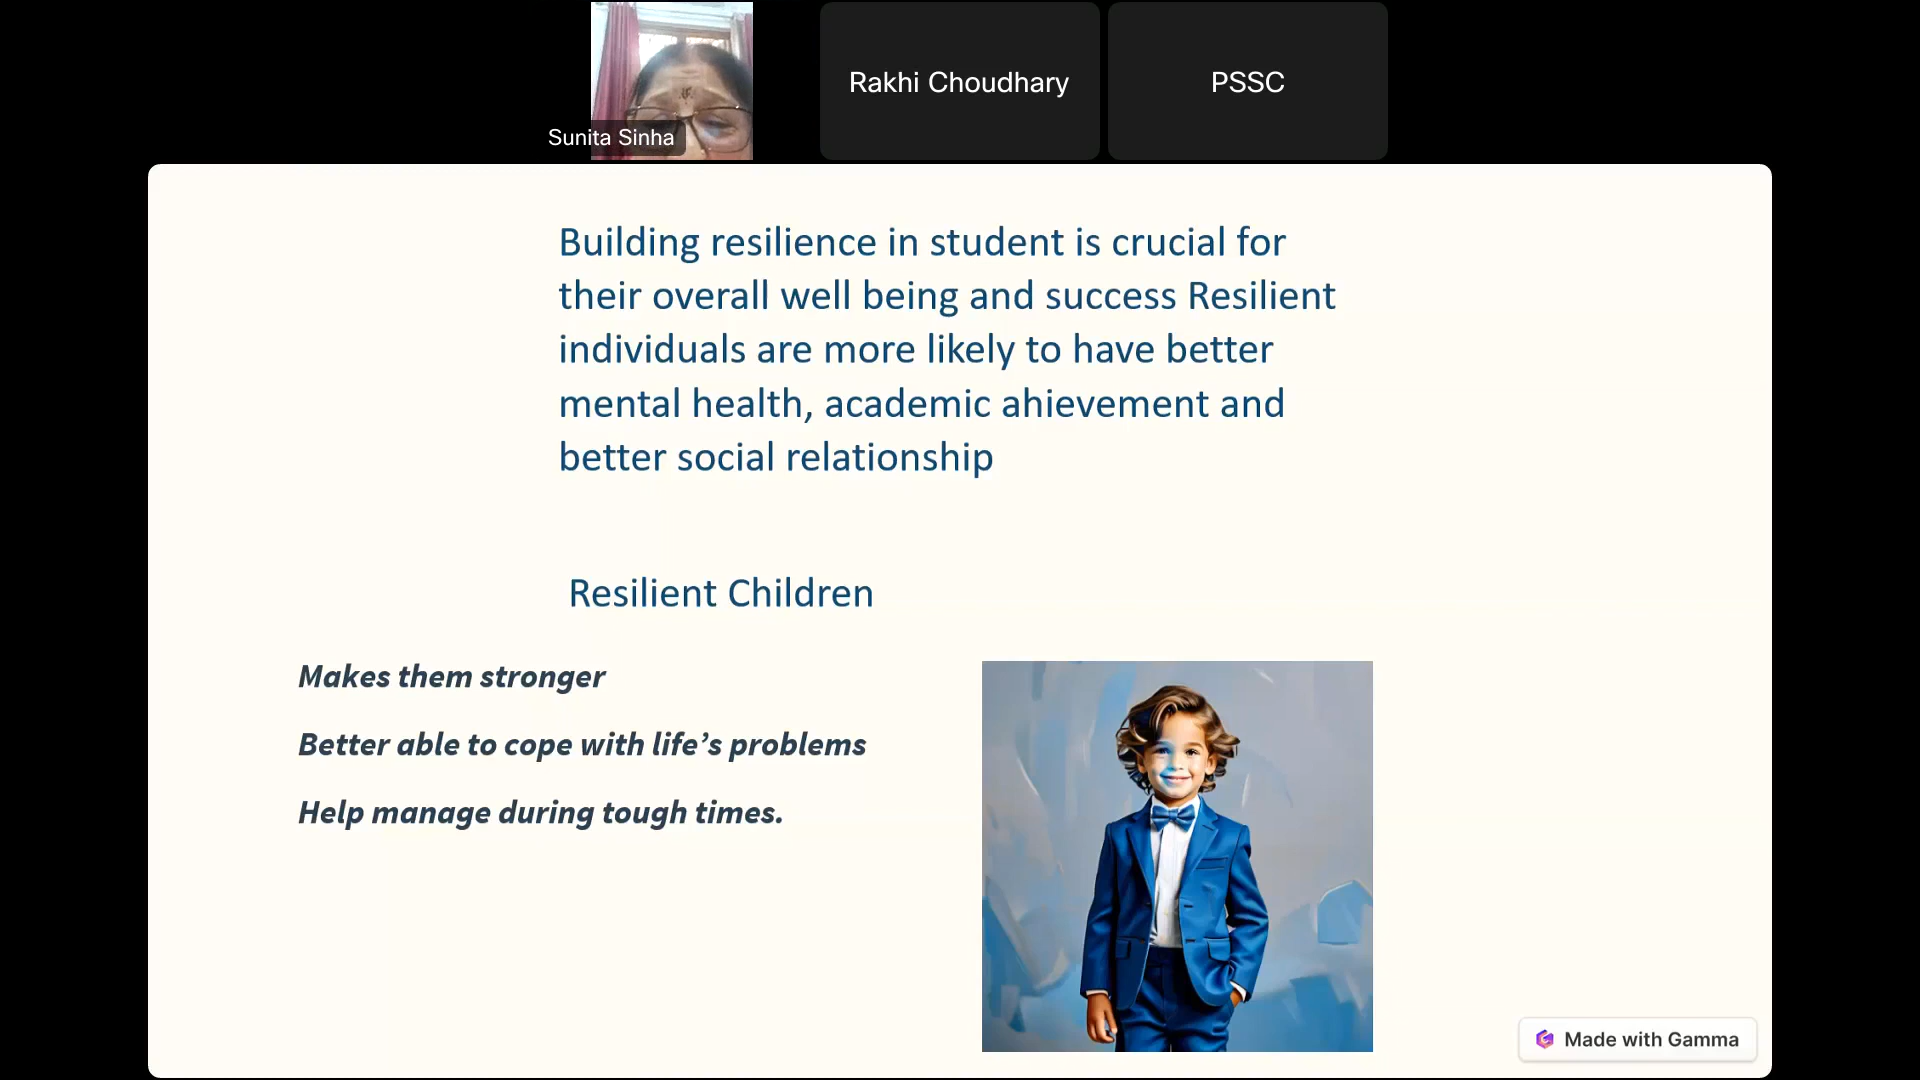 Rakhi Choudhary
PSSC
Sunita Sinha
Building resilience in student is crucial for
their overall well being and success Resilient
individuals are more likely to have better
mental health, academic ahievement and
better social relationship
Resilient Children
Makes them stronger
Better able to cope with life’s problems
Help manage during tough times.
Made with Gamma